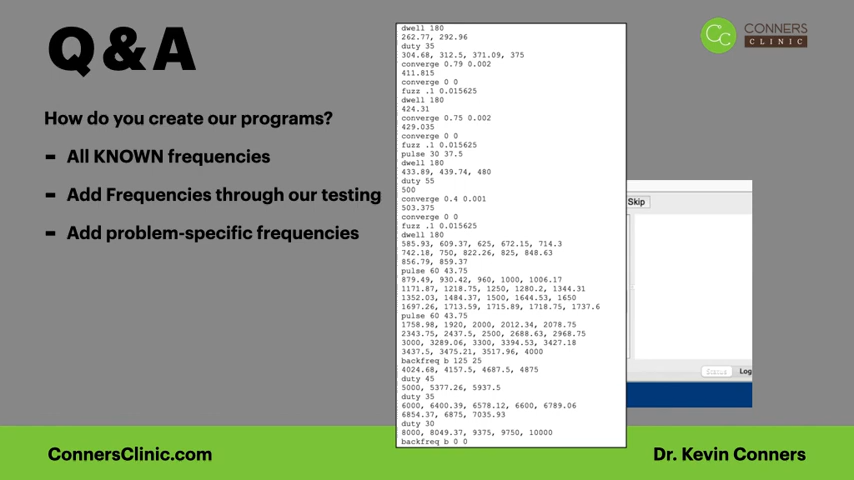 Q & A
CONNERS
CLINIC
How do you create our programs?
- All KNOWN frequencies
- Add Frequencies through our testing
- Add problem-specific frequencies
dwell 180
262.77, 292.96
duty 35
304.68, 312.5, 371.09, 375
converge 0.79 0.002
411.815
converge 0 0
fuzz .1 0.015625
dwell 180
424.31
converge 0.75 0.002
429.035
converge 0 0
fuzz .1 0.015625
pulse 30 37.5
dwell 180
433.89, 439.74, 480
duty 55
500
converge 0.4 0.001
503.375
converge 0 0
fuzz .1 0.015625
dwell 180
585.93, 609.37, 625, 672.15, 714.3
742.18, 750, 822.26, 825, 848.63
856.79, 859.37
pulse 60 43.75
879.49, 930.42, 960, 1000, 1006.17
1171.87, 1218.75, 1250, 1280.2, 1344.31
1352.03, 1484.37, 1500, 1644.53, 1650
1697.26, 1713.59, 1715.89, 1718.75, 1737.6
pulse 60 43.75
1758.98, 1920, 2000, 2012.34, 2078.75
2343.75, 2437.5, 2500, 2688.63, 2968.75
3000, 3289.06, 3300, 3394.53, 3427.18
3437.5, 3475.21, 3517.96, 4000
backfreq b 125 25
4024.68, 4157.5, 4687.5, 4875
duty 45
5000, 5377.26, 5937.5
duty 35
6000, 6400.39, 6578.12, 6600, 6789.06
6854.37, 6875, 7035.93
duty 30
8000, 8049.37, 9375, 9750, 10000
backfreq b 0 0
Skip
Status
Log
ConnersClinic.com
Dr. Kevin Conners